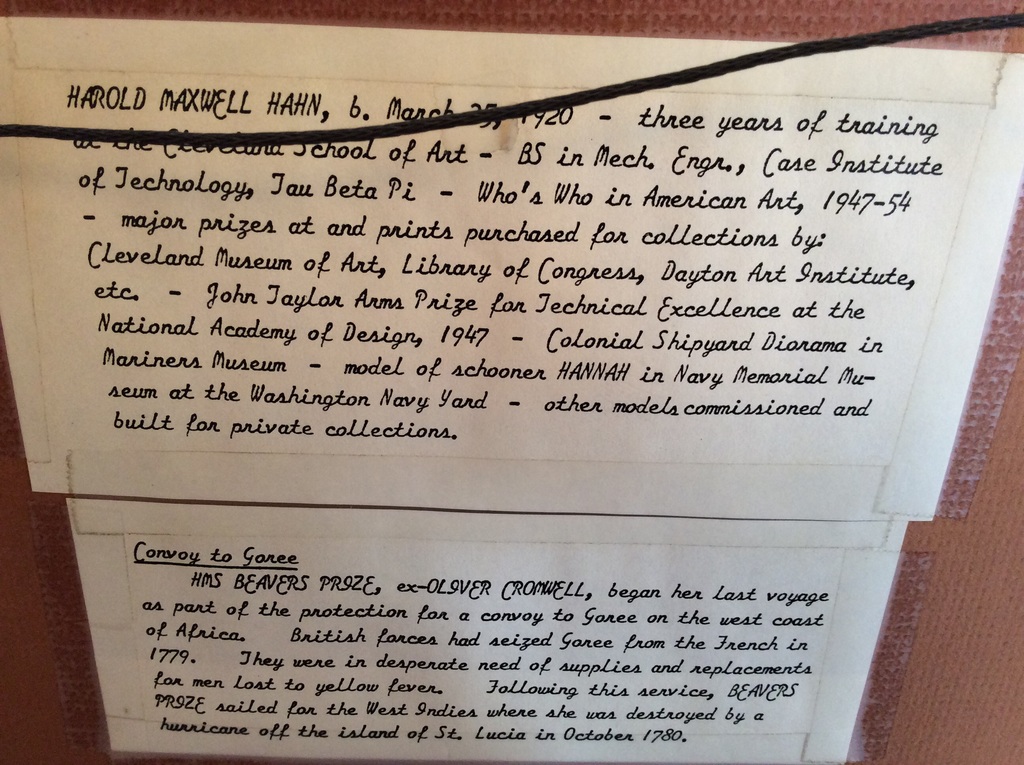 HAROLD MAXWELL HAHN, b. March 25, 1920 - three years of training
at the Cleveland School of Art - BS in Mech. Engr., Case Institute
of Technology, Tau Beta Pi - Who's Who in American Art, 1947-54
- major prizes at and prints purchased for collections by:
Cleveland Museum of Art, Library of Congress, Dayton Art Institute,
etc. - John Taylor Arms Prize for Technical Excellence at the
National Academy of Design, 1947 - Colonial Shipyard Diorama in
Mariners Museum - model of schooner HANNAH in Navy Memorial Mu-
seum at the Washington Navy Yard - other models commissioned and
built for private collections.
Convoy to Goree
HMS BEAVERS PRIZE, ex-OLIVER CROMWELL, began her last voyage
as part of the protection for a convoy to Goree on the west coast
of Africa. British forces had seized Goree from the French in
1779. They were in desperate need of supplies and replacements
for men lost to yellow fever. Following this service, BEAVERS
PRIZE sailed for the West Indies where she was destroyed by a
hurricane off the island of St. Lucia in October 1780.